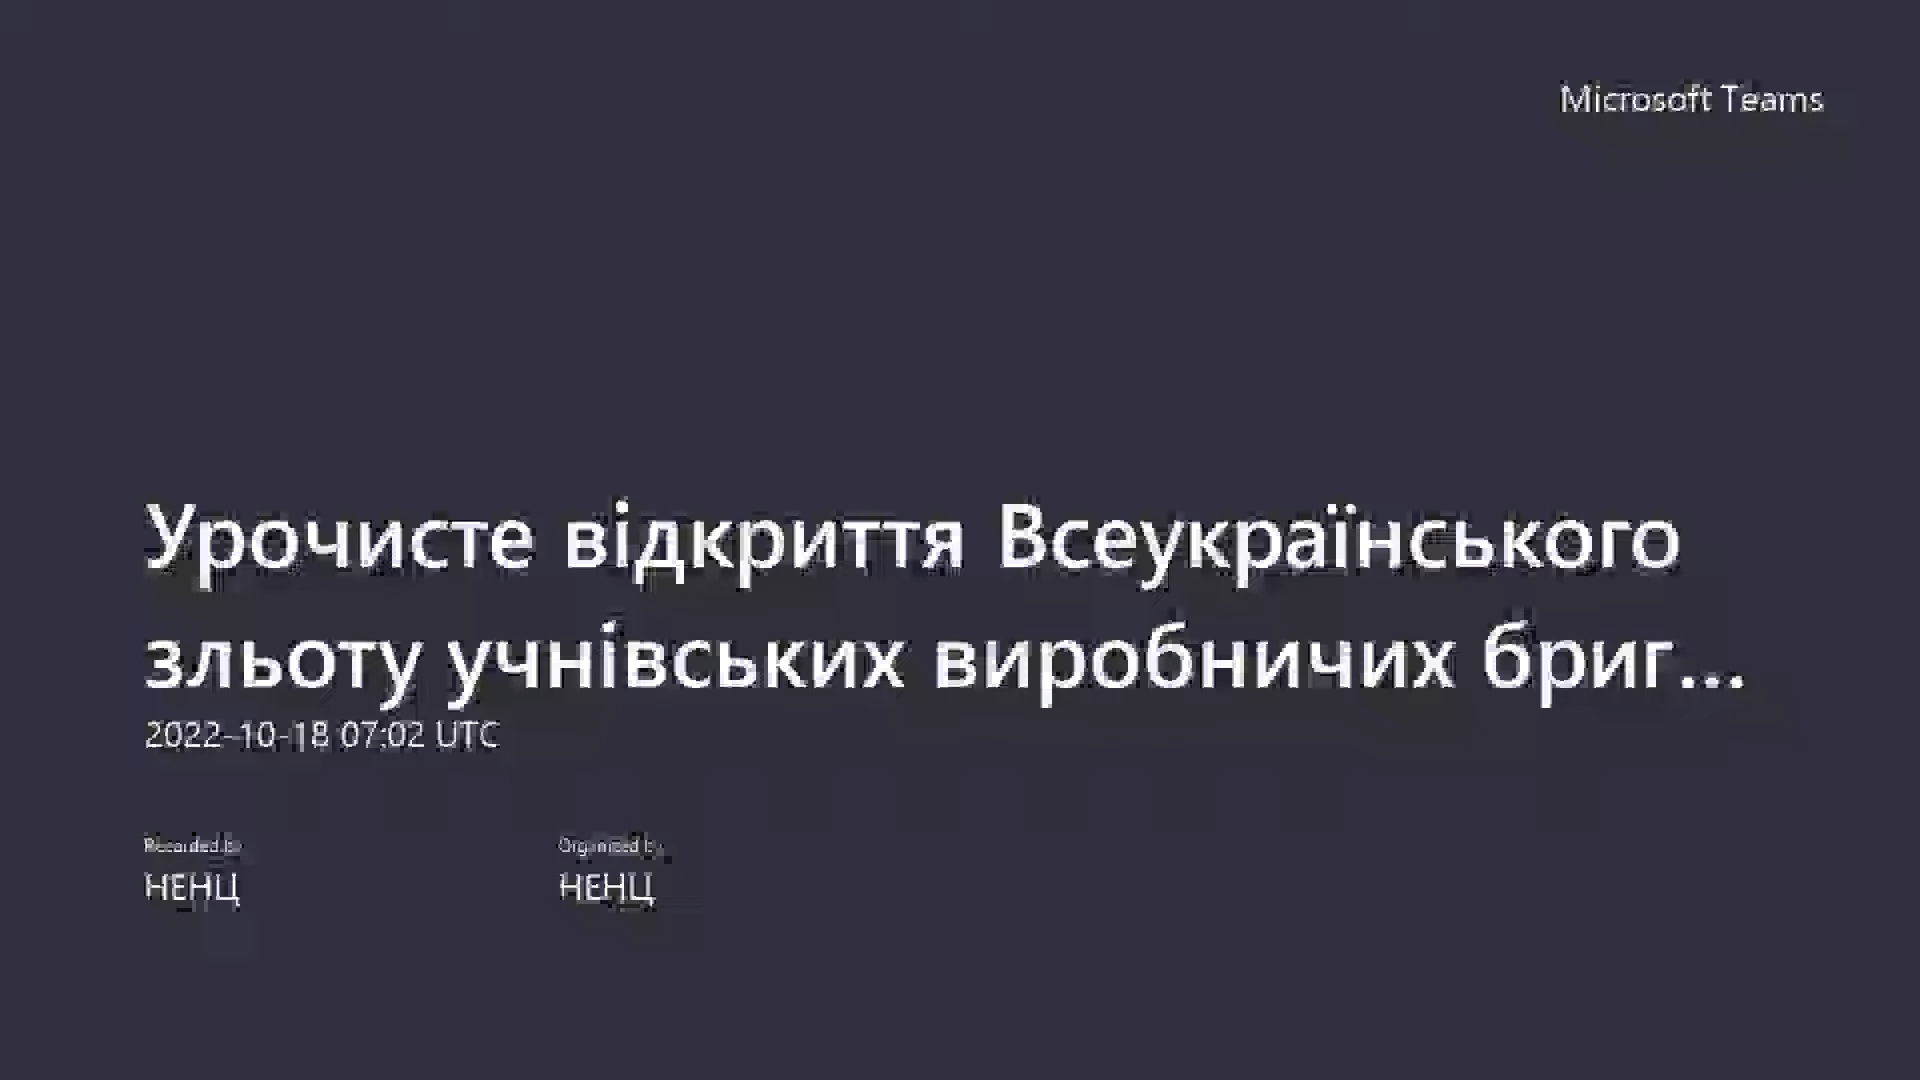 Microsoft Teams
Урочисте відкриття Всеукраїнського
зльоту учнівських виробничих бриг...
2022-10-18 07:02 UTC
Recorded by
Organized by
НЕНЦ
НЕНЦ